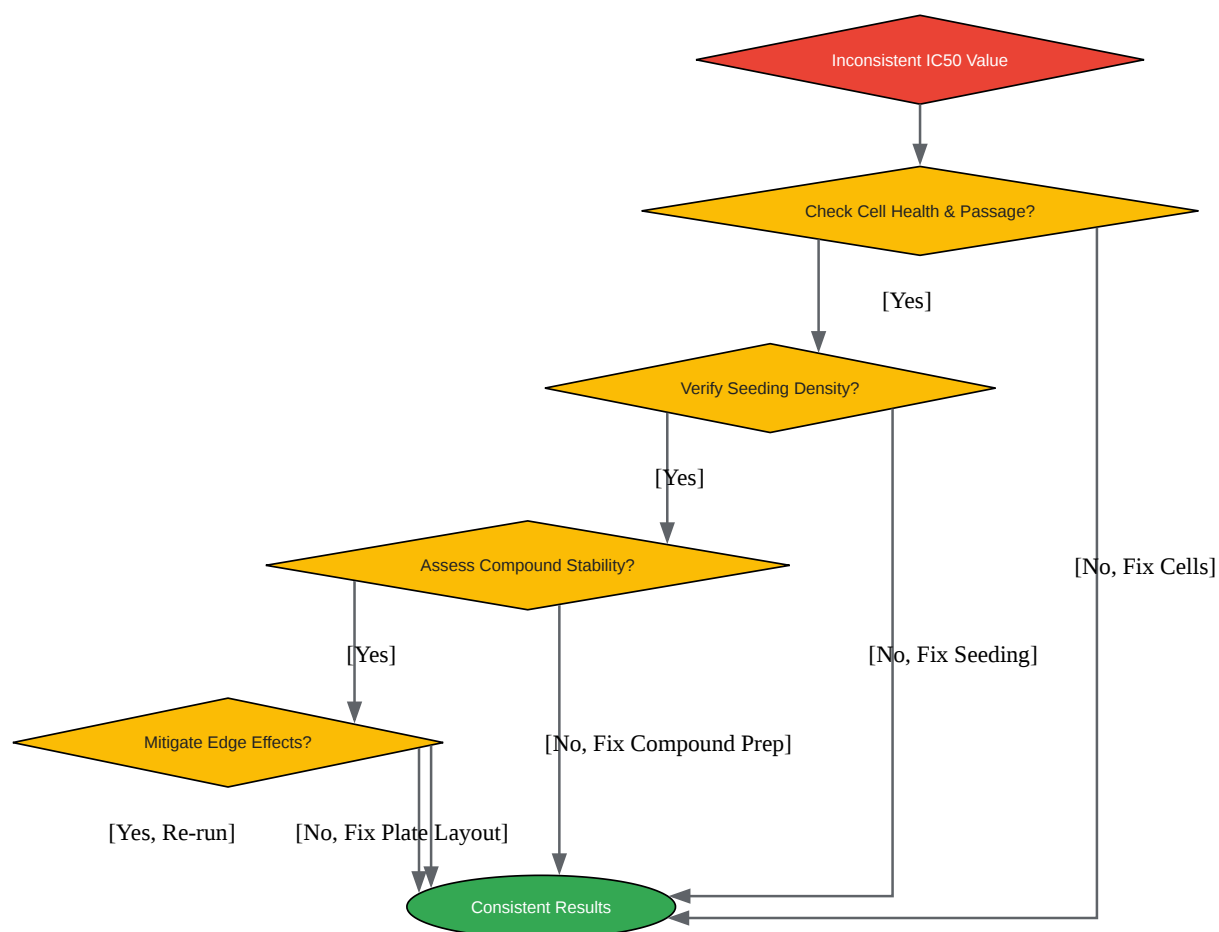 Inconsistent IC50 Value
Check Cell Health & Passage?
[Yes]
Verify Seeding Density?
[Yes]
Assess Compound Stability?
[No, Fix Cells]
[Yes]
[No, Fix Seeding]
Mitigate Edge Effects?
[No, Fix Compound Prep]
[Yes, Re-run]
[No, Fix Plate Layout]
Consistent Results